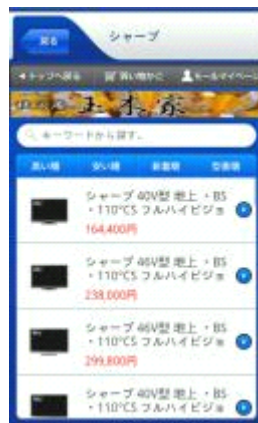 戻る
シャープ
トップへ戻る
買い物かご
キーワードから探す。
高い順
安い順
新着順
型番順
シャープ 40V型 地上・BS
・110°CS フルハイビジョ
164,400円
シャープ 40V型 地上・BS
・110°CS フルハイビジョ
238,000円
シャープ 46V型 地上・BS
・110°CS フルハイビジョ
299,800円
シャープ 40V型 地上・BS
・110°CS フルハイビジョ